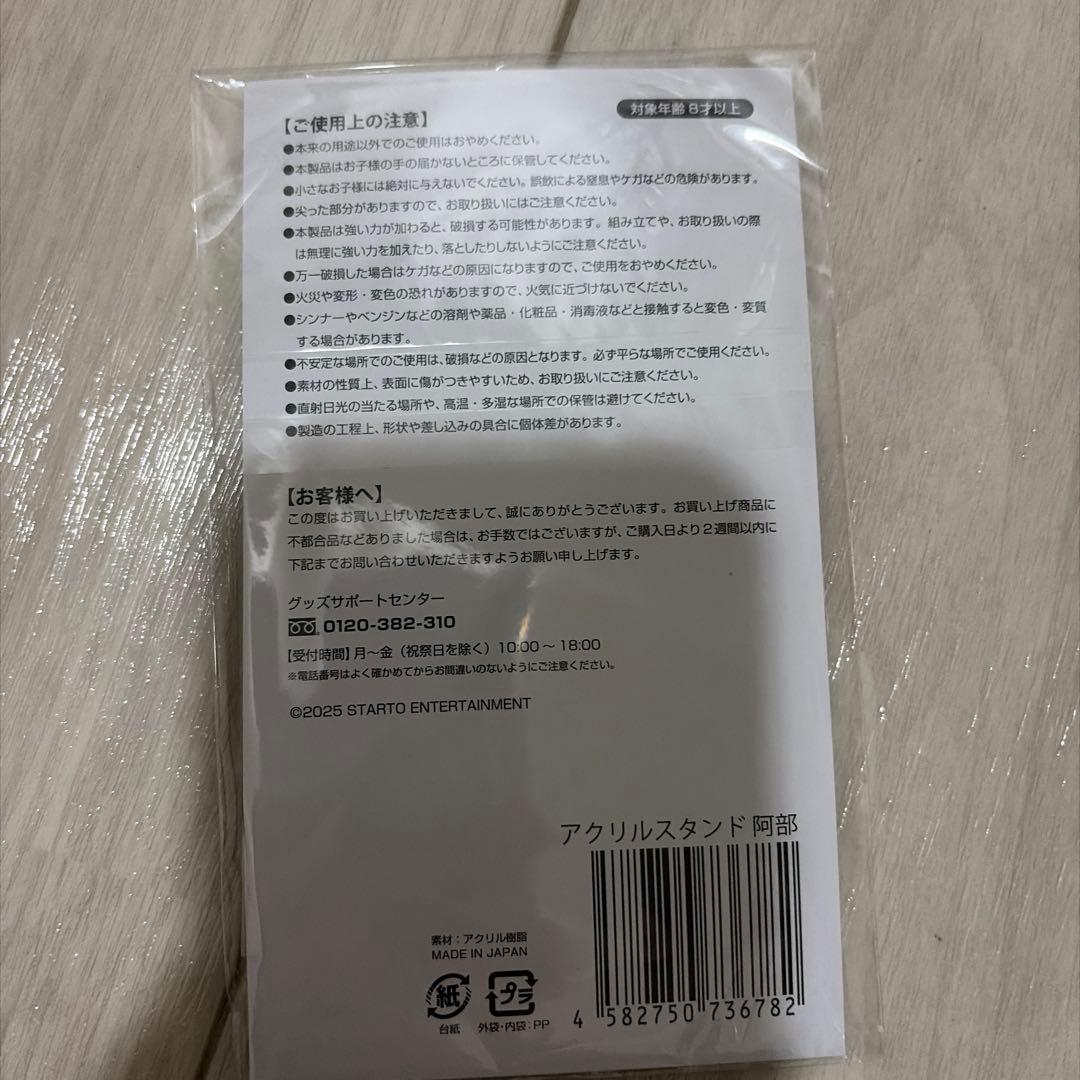 【ご使用上の注意】
対象年齢 8才以上
●本来の用途以外でのご使用はおやめください。
●本製品はお子様の手の届かないところに保管してください。
●小さなお子様には絶対に与えないでください。誤飲による窒息やケガなどの危険があります。
●尖った部分がありますので、お取り扱いにはご注意ください。
●本製品は強い力が加わると、破損する可能性があります。組み立てや、お取り扱いの際
は無理に強い力を加えたり、落としたりしないようにご注意ください。
●万一破損した場合はケガなどの原因になりますので、ご使用をおやめください。
●火災や変形・変色の恐れがありますので、火気に近づけないでください。
●シンナーやベンジンなどの溶剤や薬品・化粧品・消毒液などと接触すると変色・変質
する場合があります。
●不安定な場所でのご使用は、破損などの原因となります。必ず平らな場所でご使用ください。
●素材の性質上、表面に傷がつきやすいため、お取り扱いにご注意ください。
●直射日光の当たる場所や、高温・多湿な場所での保管は避けてください。
●製造の工程上、形状や差し込みの具合に個体差があります。
【お客様へ】
この度はお買い上げいただきまして、誠にありがとうございます。お買い上げ商品に
不都合品などありました場合は、お手数ではございますが、ご購入日より2週間以内に
下記までお問い合わせいただきますようお願い申し上げます。
グッズサポートセンター
0120-382-310
【受付時間】月～金（祝祭日を除く）10:00～18:00
※電話番号はよく確かめてからお間違いのないようにご注意ください。
©2025 STARTO ENTERTAINMENT
アクリルスタンド 阿部
素材：アクリル樹脂
MADE IN JAPAN
紙
プラ
台紙
外袋・内袋：PP
4 582750 736782